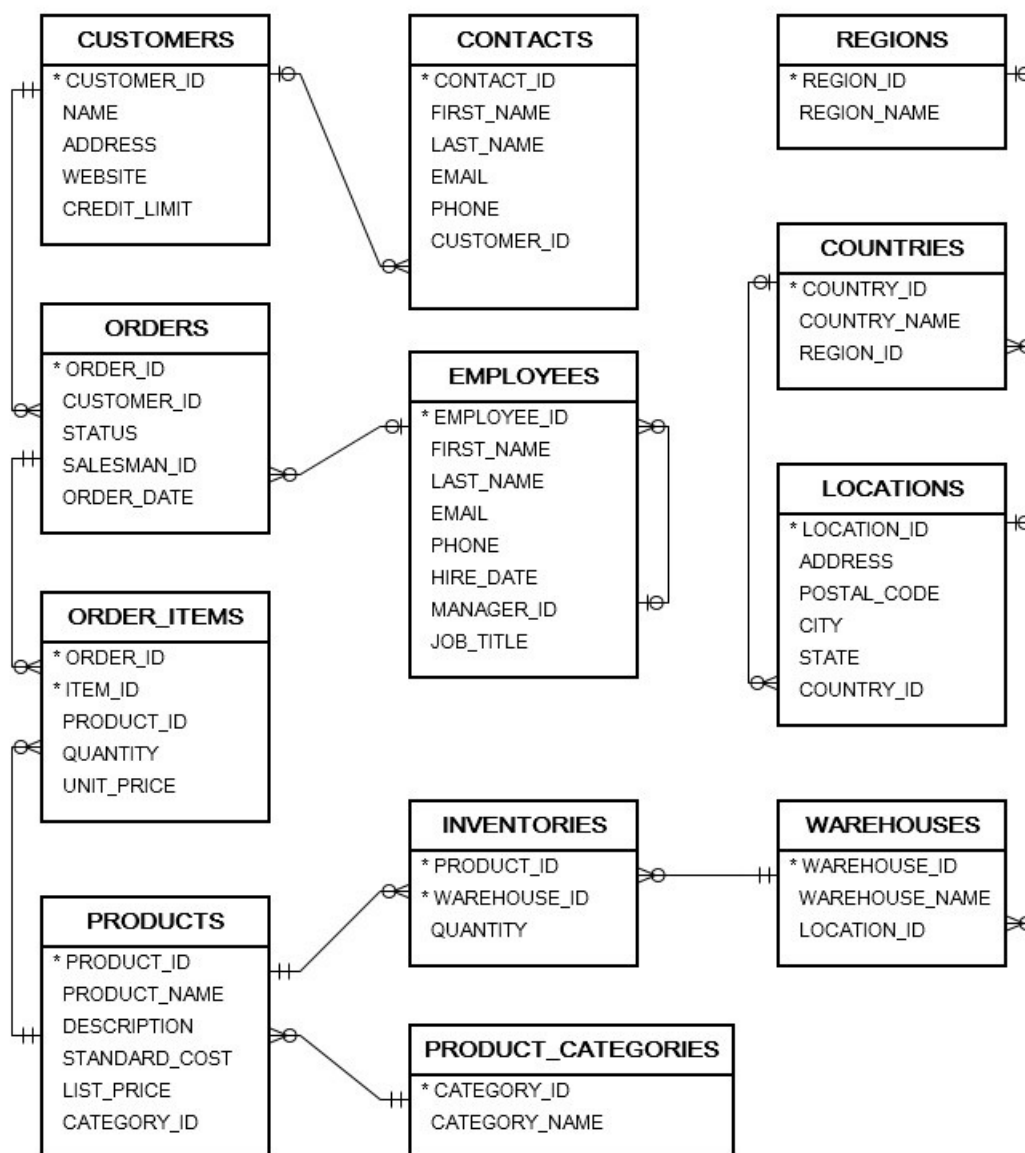 CUSTOMERS
* CUSTOMER_ID
NAME
ADDRESS
WEBSITE
CREDIT_LIMIT
CONTACTS
* CONTACT_ID
FIRST_NAME
LAST_NAME
EMAIL
PHONE
CUSTOMER_ID
REGIONS
* REGION_ID
REGION_NAME
COUNTRIES
* COUNTRY_ID
COUNTRY_NAME
REGION_ID
ORDERS
* ORDER_ID
CUSTOMER_ID
STATUS
SALESMAN_ID
ORDER_DATE
EMPLOYEES
* EMPLOYEE_ID
FIRST_NAME
LAST_NAME
EMAIL
PHONE
HIRE_DATE
MANAGER_ID
JOB_TITLE
LOCATIONS
* LOCATION_ID
ADDRESS
POSTAL_CODE
CITY
STATE
COUNTRY_ID
ORDER_ITEMS
* ORDER_ID
* ITEM_ID
PRODUCT_ID
QUANTITY
UNIT_PRICE
INVENTORIES
* PRODUCT_ID
* WAREHOUSE_ID
QUANTITY
WAREHOUSES
* WAREHOUSE_ID
WAREHOUSE_NAME
LOCATION_ID
PRODUCTS
* PRODUCT_ID
PRODUCT_NAME
DESCRIPTION
STANDARD_COST
LIST_PRICE
CATEGORY_ID
PRODUCT_CATEGORIES
* CATEGORY_ID
CATEGORY_NAME